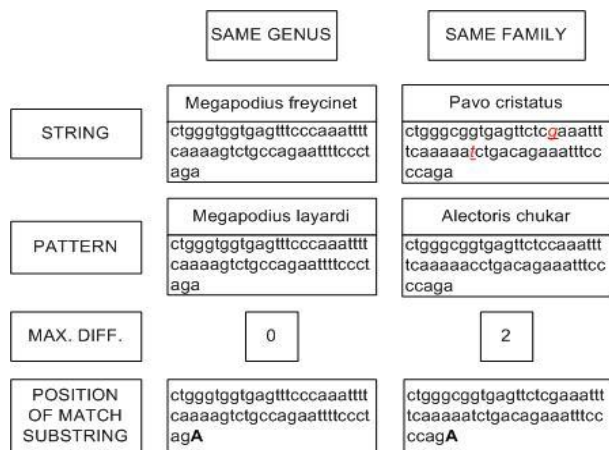 SAME GENUS
SAME FAMILY
STRING
Megapodius freycinet
ctgggtggtgagtttcccaaatttt
caaaagtctgccagaattttccct
aga
Pavo cristatus
ctgggcggtgagttctcgaaattt
tcaaaaatctgacagaaatttcc
ccaga
PATTERN
Megapodius layardi
ctgggtggtgagtttcccaaatttt
caaaagtctgccagaattttccct
aga
Alectoris chukar
ctgggcggtgagttctccaaattt
tcaaaaacctgacagaaatttcc
ccaga
MAX. DIFF.
0
2
POSITION
OF MATCH
SUBSTRING
ctgggtggtgagtttcccaaatttt
caaaagtctgccagaattttccct
agA
ctgggcggtgagttctcgaaattt
tcaaaaatctgacagaaatttcc
ccagA